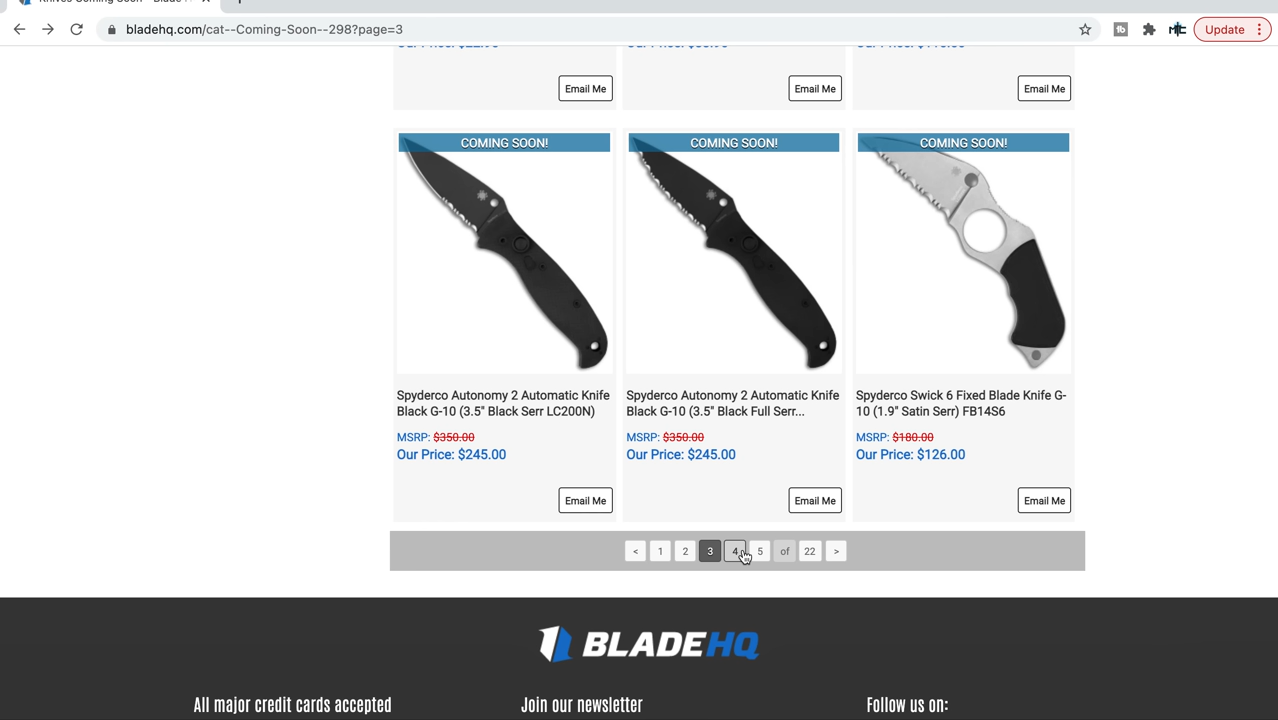 bladehq.com/cat--Coming-Soon--298?page=3
Update
Email Me
Email Me
Email Me
COMING SOON!
COMING SOON!
COMING SOON!
Spyderco Autonomy 2 Automatic Knife
Black G-10 (3.5" Black Serr LC200N)
MSRP: $350.00
Our Price: $245.00
Email Me
Spyderco Autonomy 2 Automatic Knife
Black G-10 (3.5" Black Full Serr...
MSRP: $350.00
Our Price: $245.00
Email Me
Spyderco Swick 6 Fixed Blade Knife G-
10 (1.9" Satin Serr) FB14S6
MSRP: $180.00
Our Price: $126.00
Email Me
< 1 2 3 4 5 of 22 >
BLADEHQ
All major credit cards accepted
Join our newsletter
Follow us on: